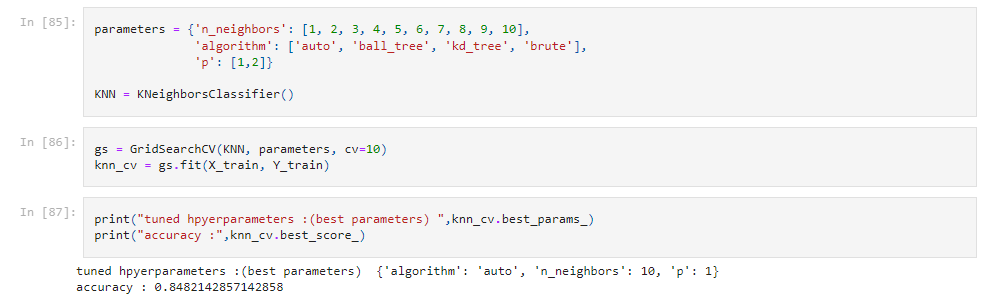 In [85]:
parameters = {'n_neighbors': [1, 2, 3, 4, 5, 6, 7, 8, 9, 10],
              'algorithm': ['auto', 'ball_tree', 'kd_tree', 'brute'],
              'p': [1,2]}
KNN = KNeighborsClassifier()
In [86]:
gs = GridSearchCV(KNN, parameters, cv=10)
knn_cv = gs.fit(X_train, Y_train)
In [87]:
print("tuned hpyerparameters :(best parameters) ",knn_cv.best_params_)
print("accuracy :",knn_cv.best_score_)
tuned hpyerparameters :(best parameters)  {'algorithm': 'auto', 'n_neighbors': 10, 'p': 1}
accuracy : 0.8482142857142858